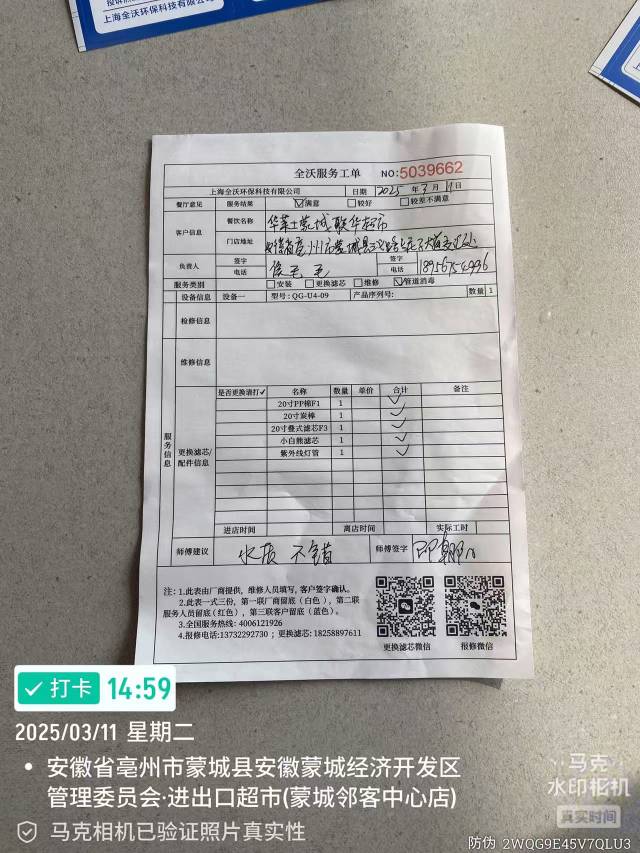 上海全沃环保科技有限公司
全沃服务工单 NO:5039662
上海全沃环保科技有限公司 日期 2025 年 3 月 11 日
餐厅意见 服务结果 ☑满意 □较好 □较差不满意
客户信息 餐饮名称 华莱士蒙城联华超市
门店地址
负责人 签字 签字
电话 电话 18956754936
服务类别 □安装 □更换滤芯 □维修 ☑管道消毒
设备信息 设备一 型号:QG-U4-09 产品序列号: 数量 1
检修信息
维修信息
服务信息
更换滤芯/配件信息
是否更换请打✓ 名称 数量 单价 合计 备注
20寸PP棉F1 1 ✓
20寸炭棒 1 ✓
20寸叠式滤芯F3 1 ✓
小白熊滤芯 1 ✓
紫外线灯管 1 ✓
进店时间 离店时间 实际工时
师傅建议 水质 不错 师傅签字
注: 1.此表由厂商提供, 维修人员填写, 客户签字确认。
2.此表一式三份, 第一联厂商留底(白色), 第二联
服务人员留底(红色), 第三联客户留底(蓝色)。
3.全国服务热线: 4006121926
4.报修电话:13732292730 ; 更换滤芯: 18258897611
更换滤芯微信 报修微信
打卡 14:59
2025/03/11 星期二
安徽省亳州市蒙城县安徽蒙城经济开发区
管理委员会·进出口超市(蒙城邻客中心店)
马克相机已验证照片真实性
马克
水印相机
真实时间
防伪 2WQG9E45V7QLU3